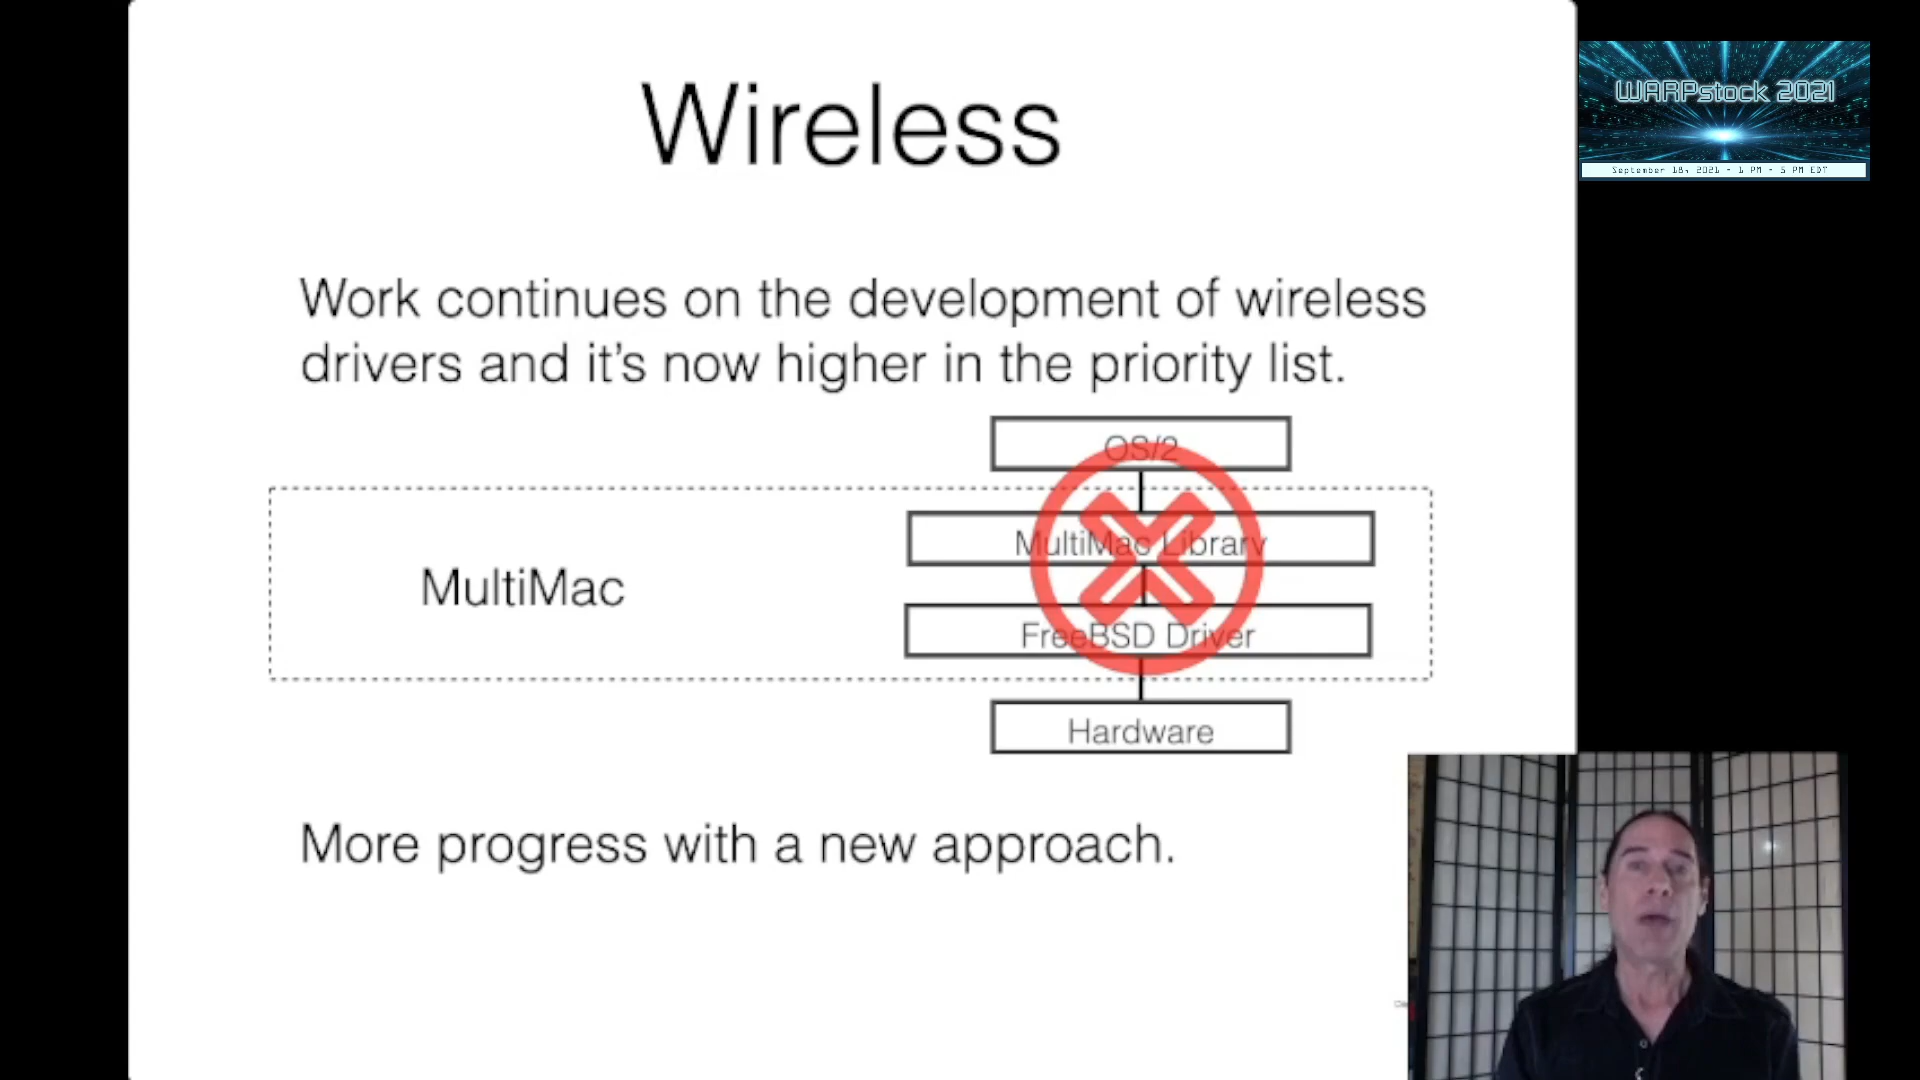 Wireless
WARPstock 2021
September 18, 2021 - 1 PM - 5 PM EDT
Work continues on the development of wireless
drivers and it's now higher in the priority list.
OS/2
MultiMac Library
MultiMac
FreeBSD Driver
Hardware
More progress with a new approach.